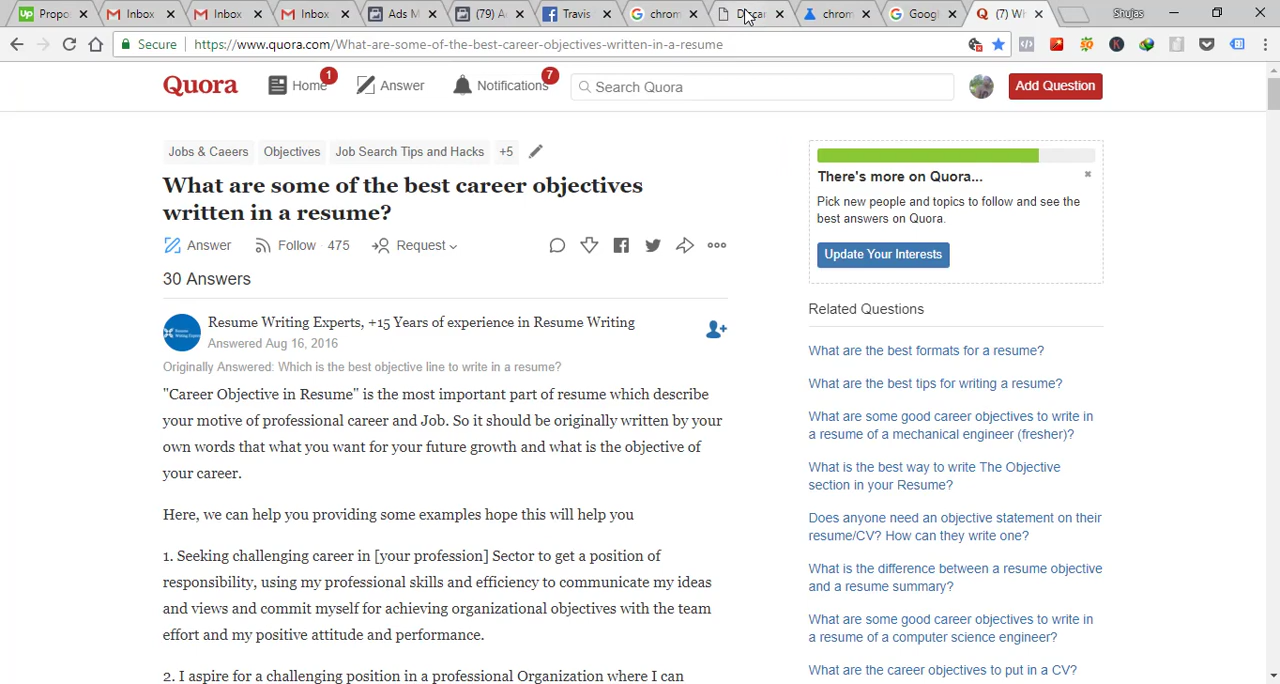 Propo
Inbox
Inbox
Inbox
Ads M
(79) A
Travis
chrom
chrom
Googl
(7) W
Shujas
Secure
https://www.quora.com/What-are-some-of-the-best-career-objectives-written-in-a-resume
Quora
Home 1
Answer
Notifications 7
Search Quora
Add Question
Jobs & Caeers
Objectives
Job Search Tips and Hacks
+5
What are some of the best career objectives
written in a resume?
Answer
Follow 475
Request
30 Answers
Resume Writing Experts, +15 Years of experience in Resume Writing
Answered Aug 16, 2016
Originally Answered: Which is the best objective line to write in a resume?
"Career Objective in Resume" is the most important part of resume which describe
your motive of professional career and Job. So it should be originally written by your
own words that what you want for your future growth and what is the objective of
your career.
Here, we can help you providing some examples hope this will help you
1. Seeking challenging career in [your profession] Sector to get a position of
responsibility, using my professional skills and efficiency to communicate my ideas
and views and commit myself for achieving organizational objectives with the team
effort and my positive attitude and performance.
2. I aspire for a challenging position in a professional Organization where I can
There's more on Quora...
Pick new people and topics to follow and see the
best answers on Quora.
Update Your Interests
Related Questions
What are the best formats for a resume?
What are the best tips for writing a resume?
What are some good career objectives to write in
a resume of a mechanical engineer (fresher)?
What is the best way to write The Objective
section in your Resume?
Does anyone need an objective statement on their
resume/CV? How can they write one?
What is the difference between a resume objective
and a resume summary?
What are some good career objectives to write in
a resume of a computer science engineer?
What are the career objectives to put in a CV?